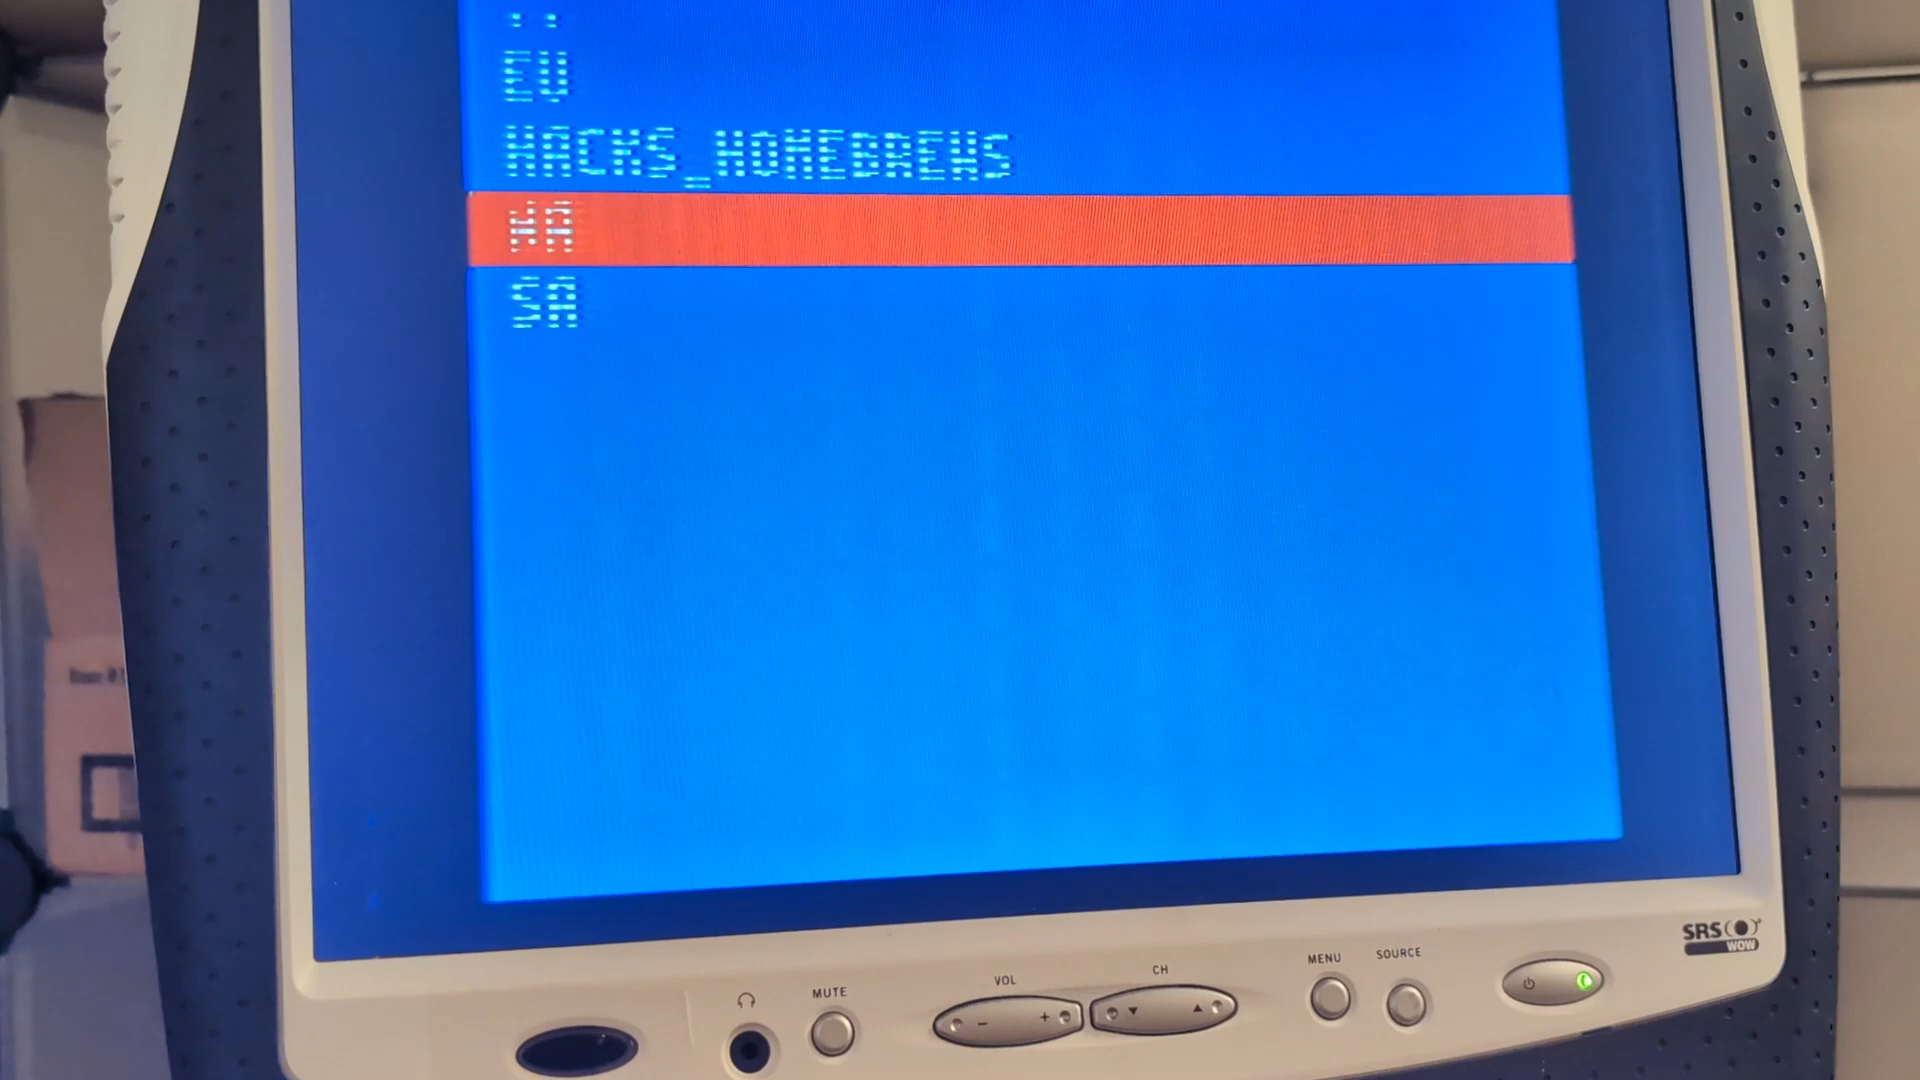 ..
EU
HACKS_HOMEBREWS
NA
SA
MUTE
VOL
- +
CH
MENU
SOURCE
SRS
WOW